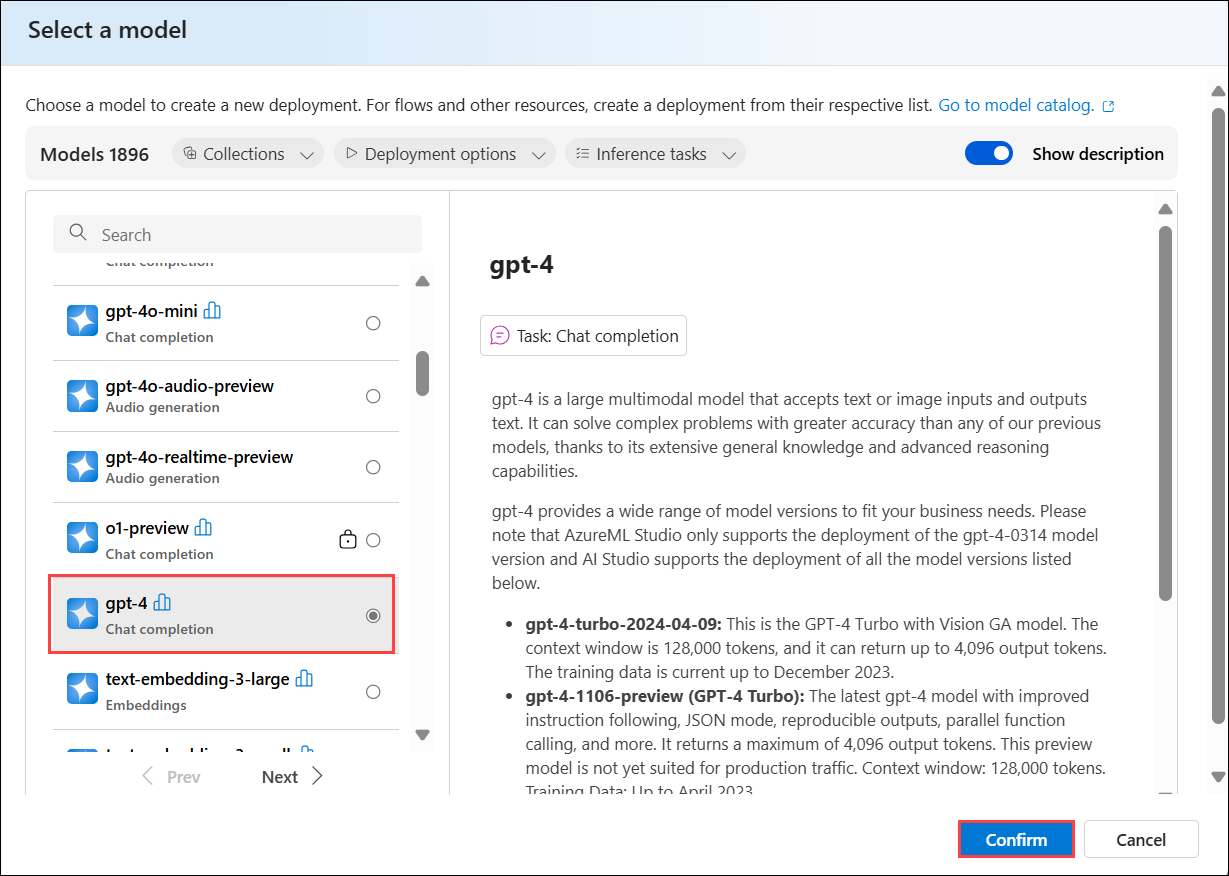 Select a model
Choose a model to create a new deployment. For flows and other resources, create a deployment from their respective list. Go to model catalog.
Models 1896
Collections
Deployment options
Inference tasks
Show description
Search
Chat completion
gpt-4o-mini
Chat completion
gpt-4o-audio-preview
Audio generation
gpt-4o-realtime-preview
Audio generation
o1-preview
Chat completion
gpt-4
Chat completion
text-embedding-3-large
Embeddings
Prev
Next
gpt-4
Task: Chat completion
gpt-4 is a large multimodal model that accepts text or image inputs and outputs
text. It can solve complex problems with greater accuracy than any of our previous
models, thanks to its extensive general knowledge and advanced reasoning
capabilities.
gpt-4 provides a wide range of model versions to fit your business needs. Please
note that AzureML Studio only supports the deployment of the gpt-4-0314 model
version and AI Studio supports the deployment of all the model versions listed
below.
• gpt-4-turbo-2024-04-09: This is the GPT-4 Turbo with Vision GA model. The
context window is 128,000 tokens, and it can return up to 4,096 output tokens.
The training data is current up to December 2023.
• gpt-4-1106-preview (GPT-4 Turbo): The latest gpt-4 model with improved
instruction following, JSON mode, reproducible outputs, parallel function
calling, and more. It returns a maximum of 4,096 output tokens. This preview
model is not yet suited for production traffic. Context window: 128,000 tokens.
Training Data: Up to April 2023
Confirm
Cancel